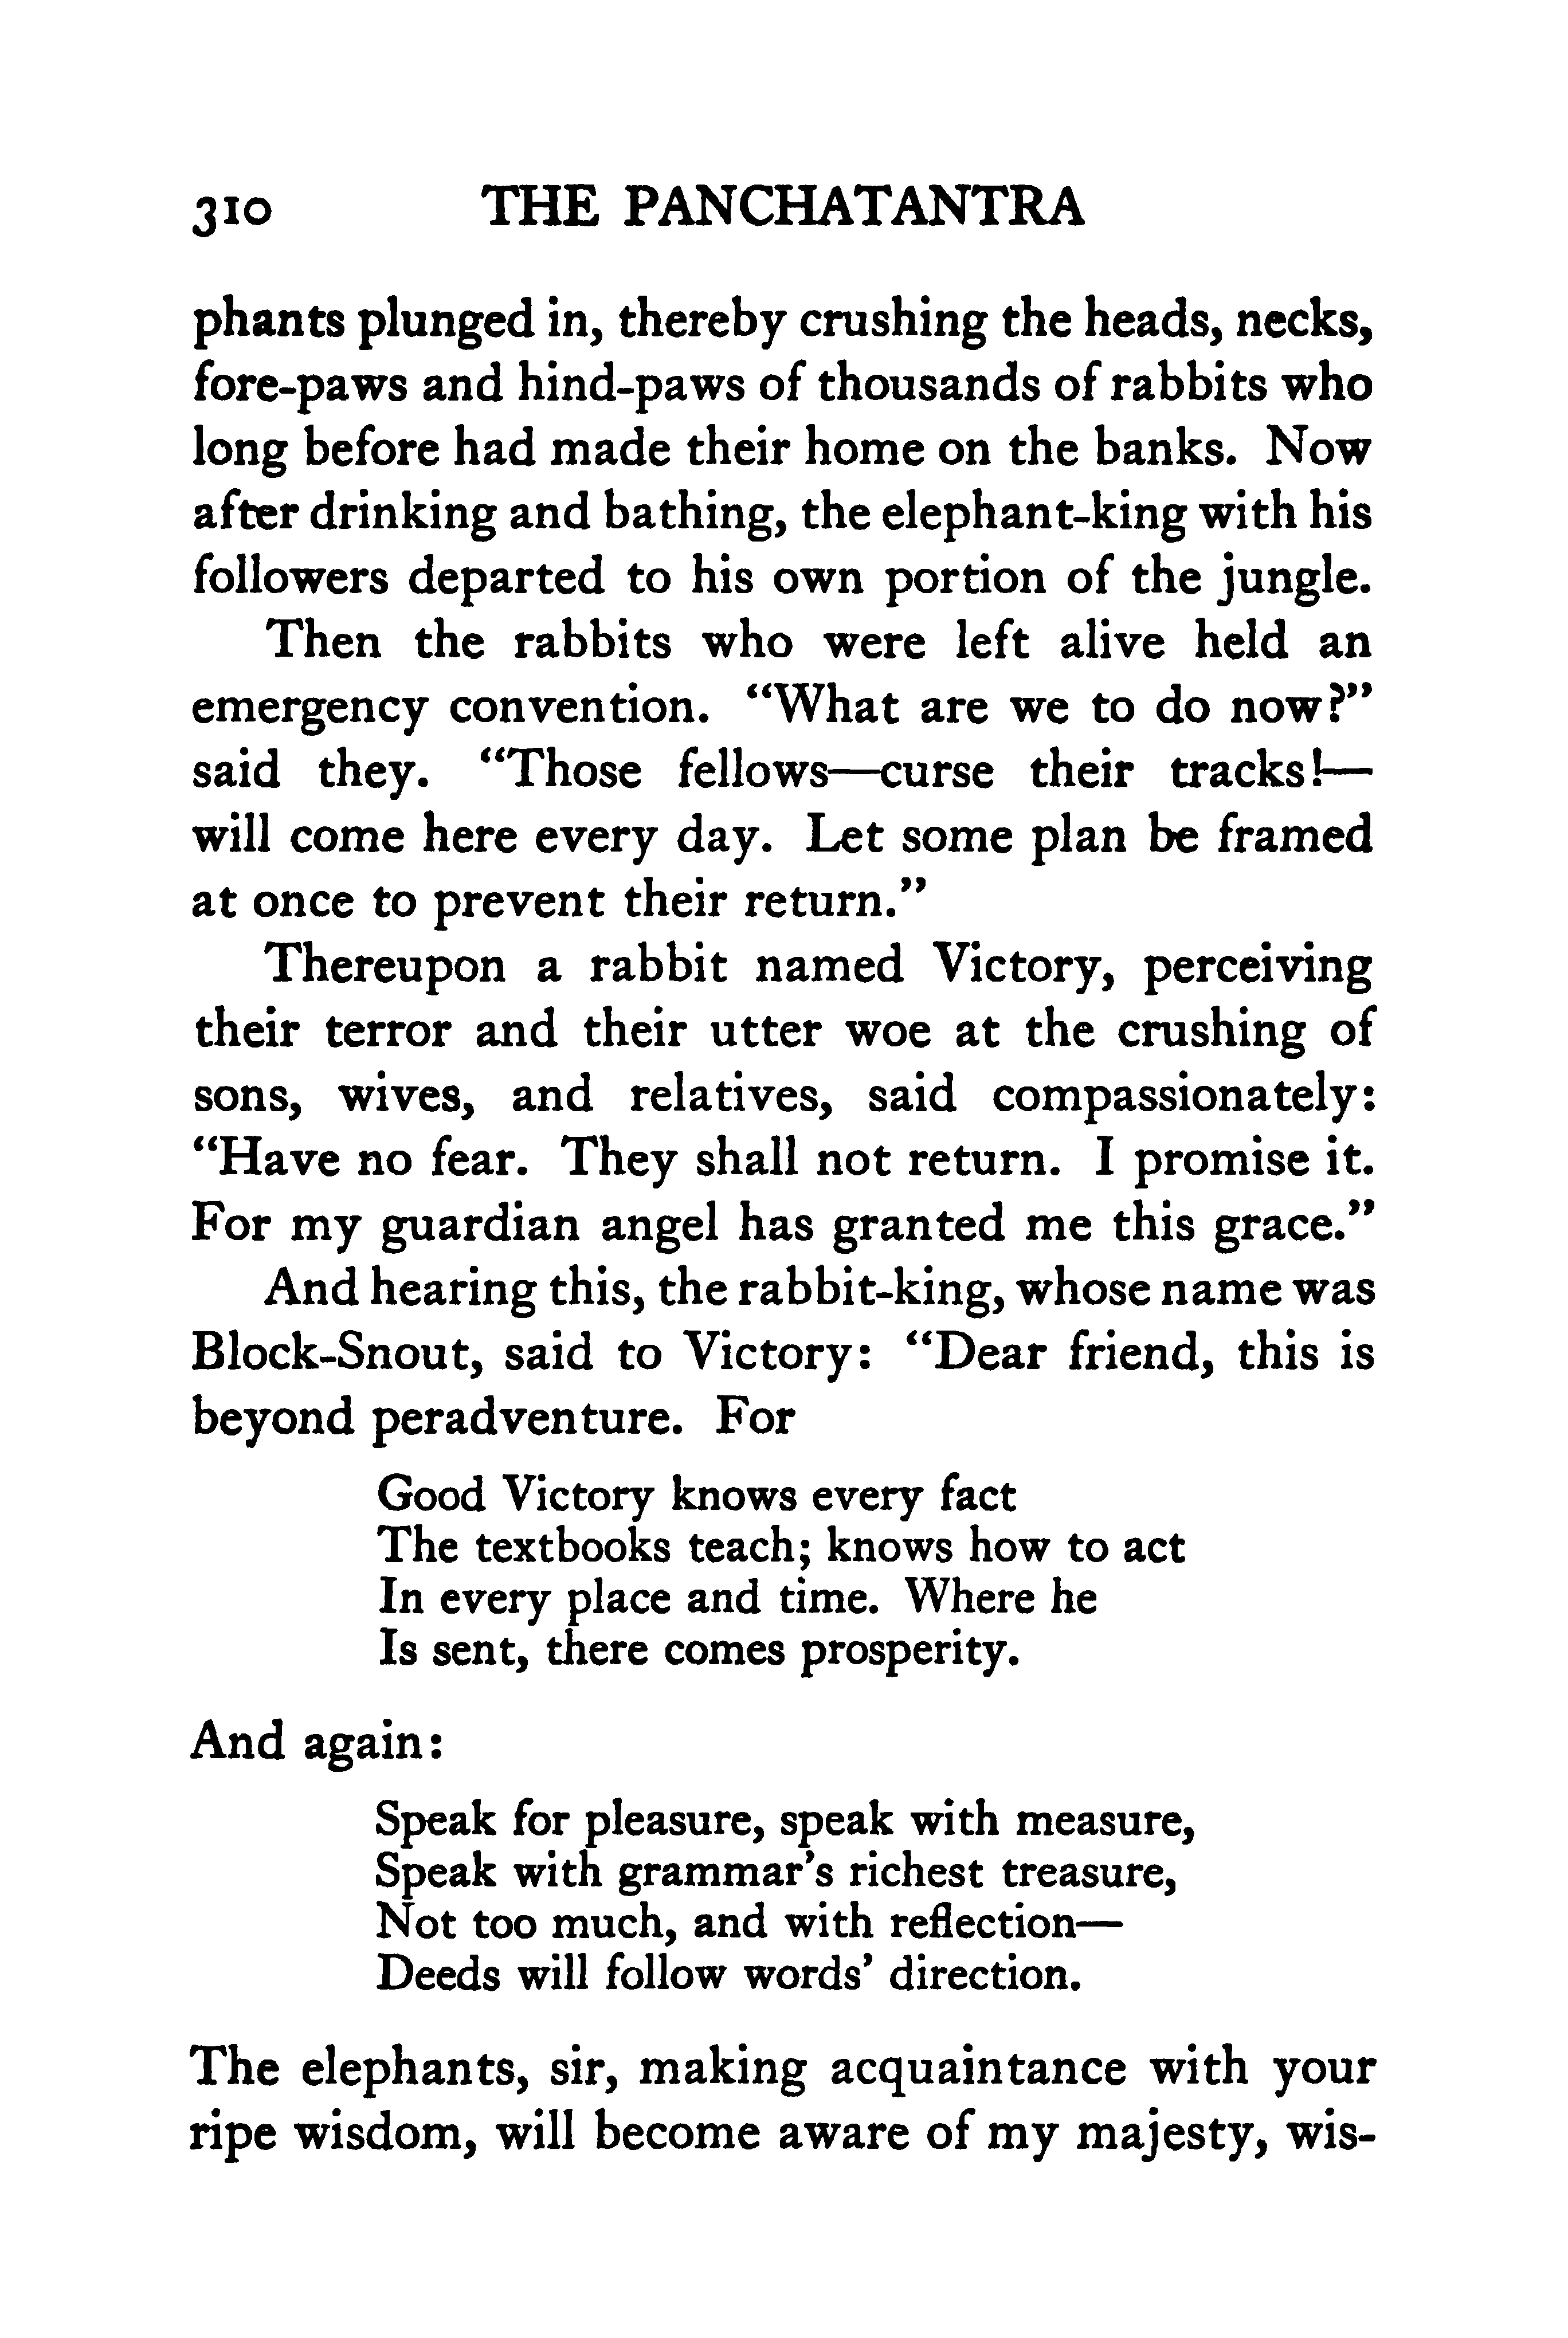 310 THE PANCHATANTRA
phants plunged in, thereby crushing the heads, necks,
fore-paws and hind-paws of thousands of rabbits who
long before had made their home on the banks. Now
after drinking and bathing, the elephant-king with his
followers departed to his own portion of the jungle.
Then the rabbits who were left alive held an
emergency convention. “What are we to do now?”
said they. “Those fellows—curse their tracks!—
will come here every day. Let some plan be framed
at once to prevent their return.”
Thereupon a rabbit named Victory, perceiving
their terror and their utter woe at the crushing of
sons, wives, and relatives, said compassionately:
“Have no fear. They shall not return. I promise it.
For my guardian angel has granted me this grace.”
And hearing this, the rabbit-king, whose name was
Block-Snout, said to Victory: “Dear friend, this is
beyond peradventure. For
Good Victory knows every fact
The textbooks teach; knows how to act
In every place and time. Where he
Is sent, there comes prosperity.
And again:
Speak for pleasure, speak with measure,
Speak with grammar’s richest treasure,
Not too much, and with reflection—
Deeds will follow words’ direction.
The elephants, sir, making acquaintance with your
ripe wisdom, will become aware of my majesty, wis-